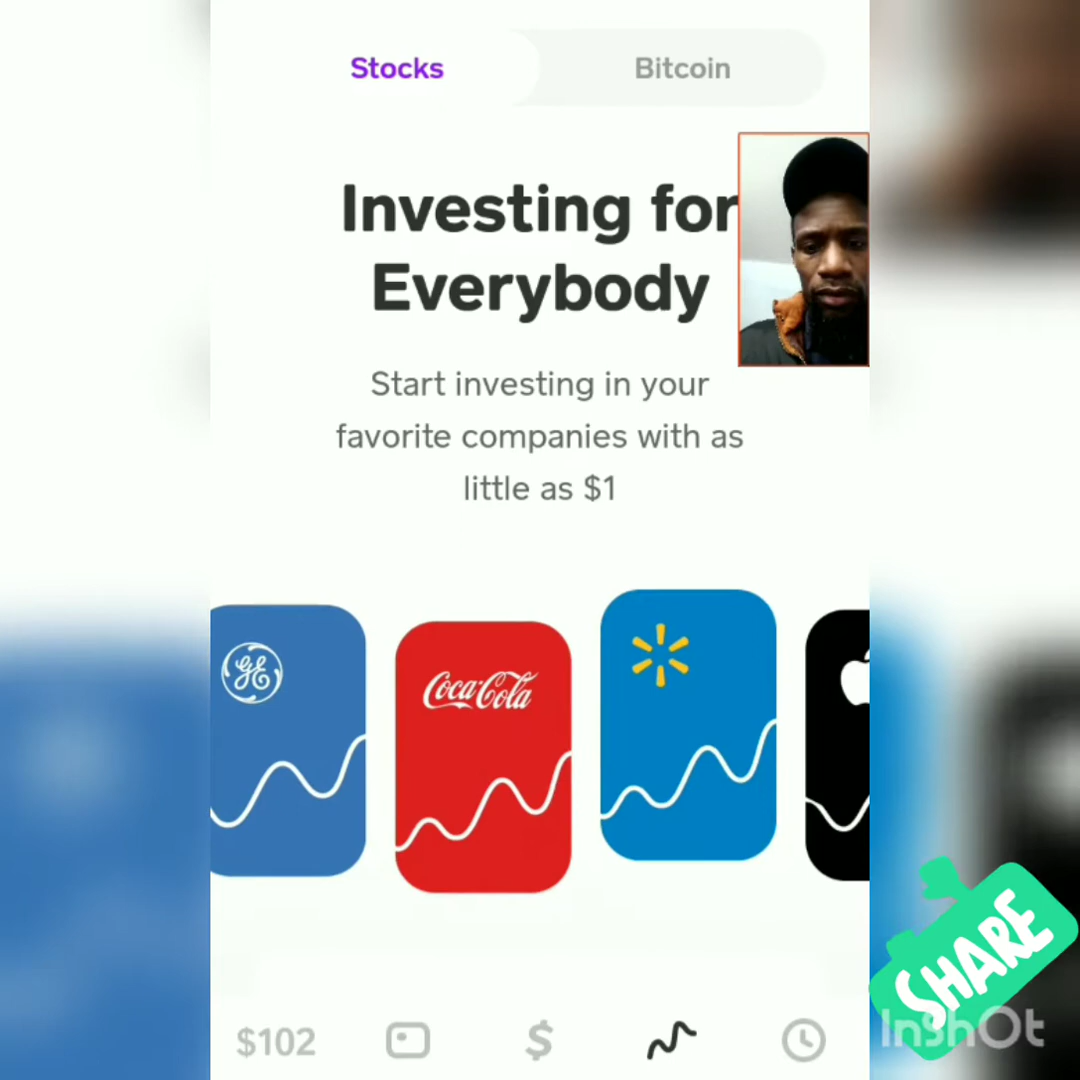 Stocks
Bitcoin
Investing for
Everybody
Start investing in your
favorite companies with as
little as $1
GE
Coca-Cola
SHARE
InShOt
$102
$